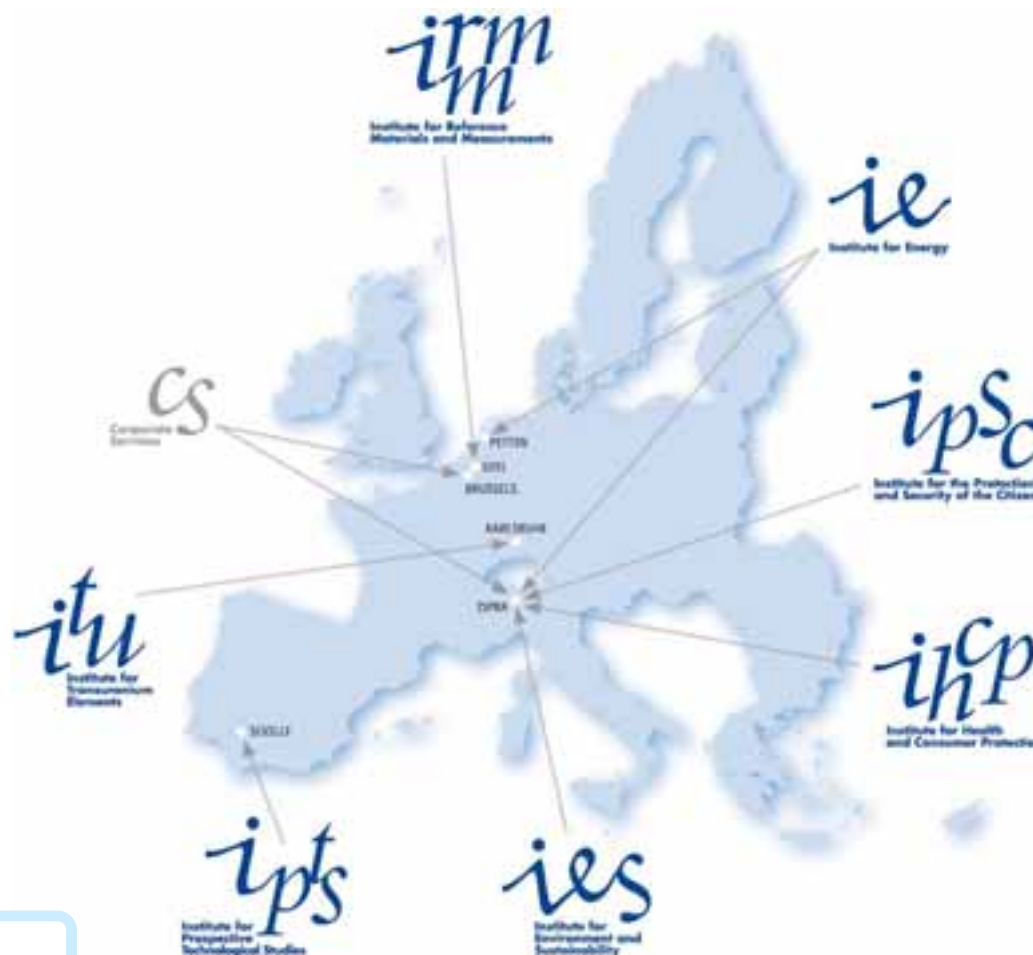 irmm
Institute for Reference
Materials and Measurements
ie
Institute for Energy
cs
Corporate
Services
ipsc
Institute for the Protection
and Security of the Citizen
PETTEN
GEEL
BRUSSELS
KARLSRUHE
ISPRA
itu
Institute for
Transuranium
Elements
ihcp
Institute for Health
and Consumer Protection
SEVILLE
ipts
Institute for
Prospective
Technological Studies
ies
Institute for
Environment and
Sustainability